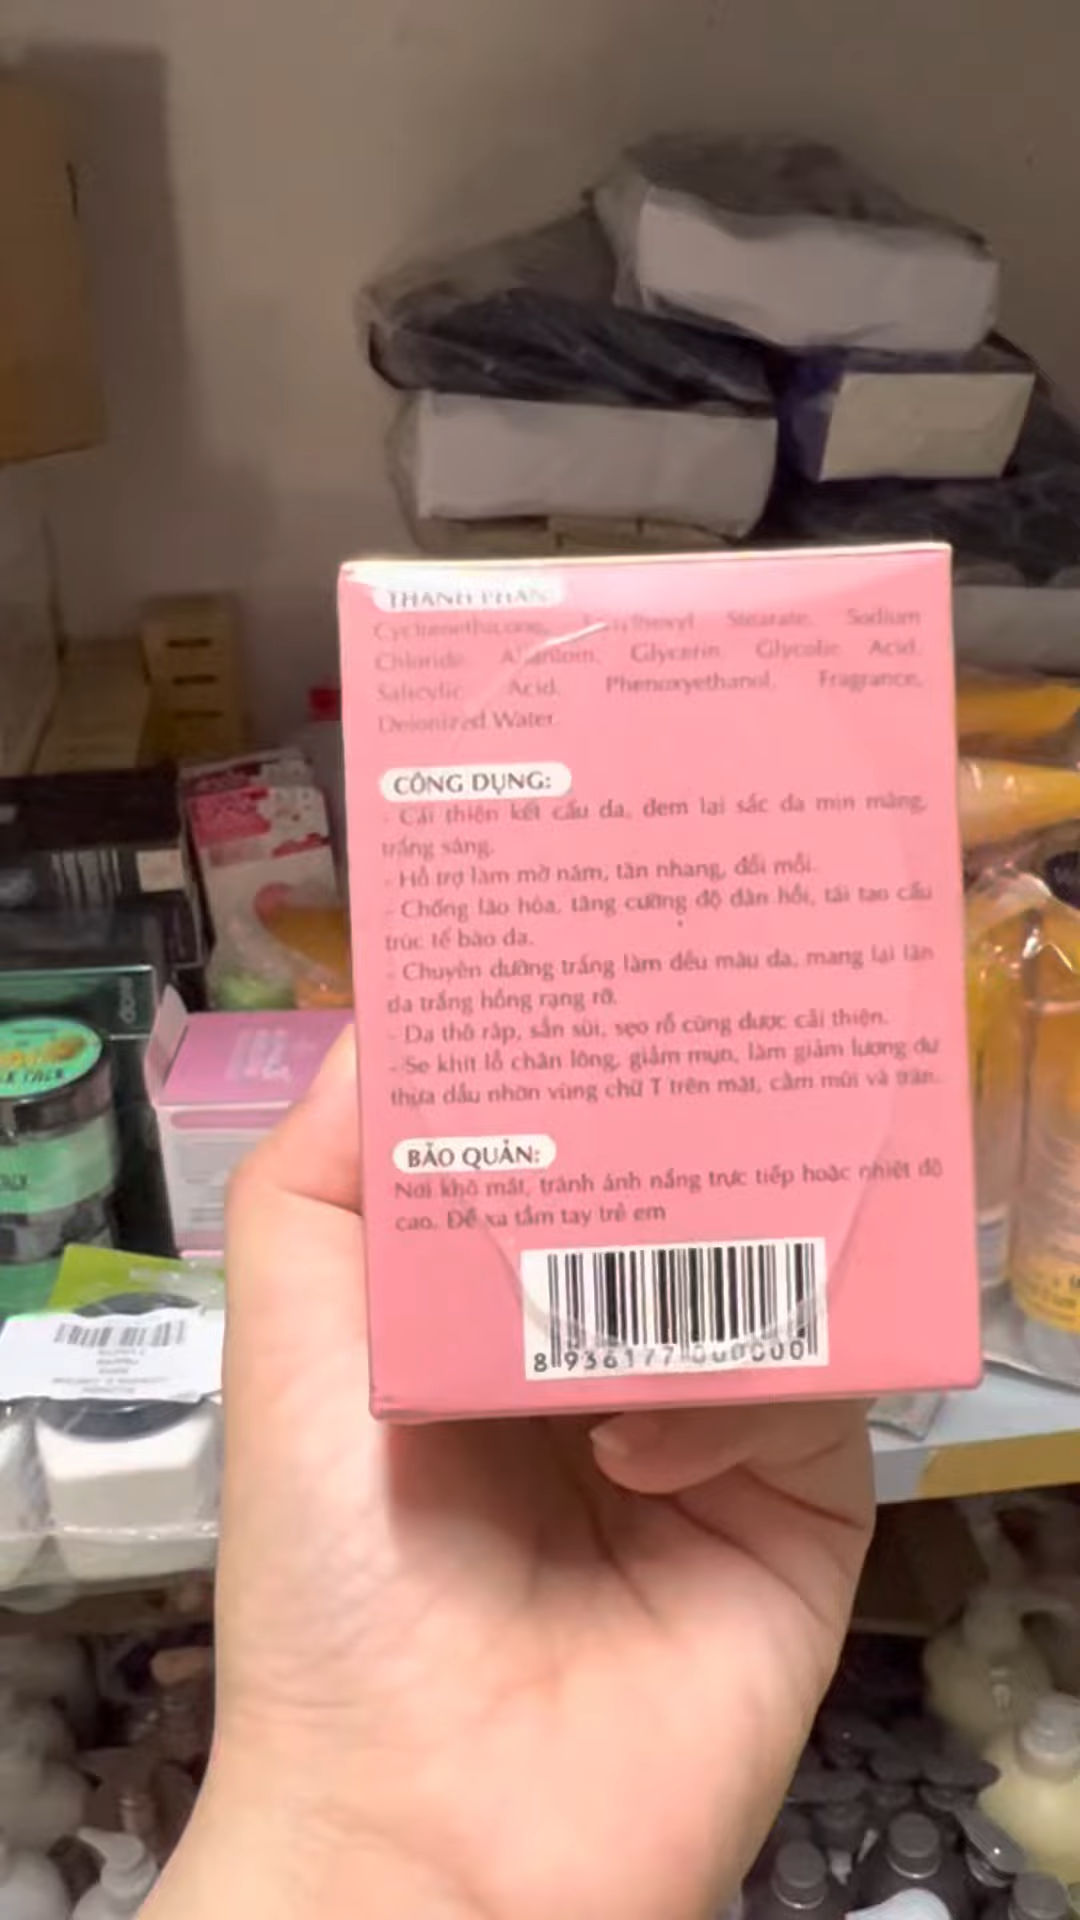 THÀNH PHẦN
Stearate, Sodium
Chloride, Glycerin, Glycolic Acid,
Salicylic Acid, Phenoxyethanol, Fragrance,
Deionized Water
CÔNG DỤNG:
- Cải thiện kết cấu da, đem lại sắc da mịn màng,
trắng sáng.
- Hỗ trợ làm mờ nám, tàn nhang, đồi mồi.
- Chống lão hóa, tăng cường độ đàn hồi, tái tạo cấu
trúc tế bào da.
- Chuyên dưỡng trắng làm đều màu da, mang lại làn
da trắng hồng rạng rỡ.
- Da thô ráp, sần sùi, sẹo rỗ cũng được cải thiện.
- Se khít lỗ chân lông, giảm mụn, làm giảm lượng dư
thừa dầu nhờn vùng chữ T trên mặt, cằm mũi và trán.
BẢO QUẢN:
Nơi khô mát, tránh ánh nắng trực tiếp hoặc nhiệt độ
cao. Để xa tầm tay trẻ em
8 936177 000000